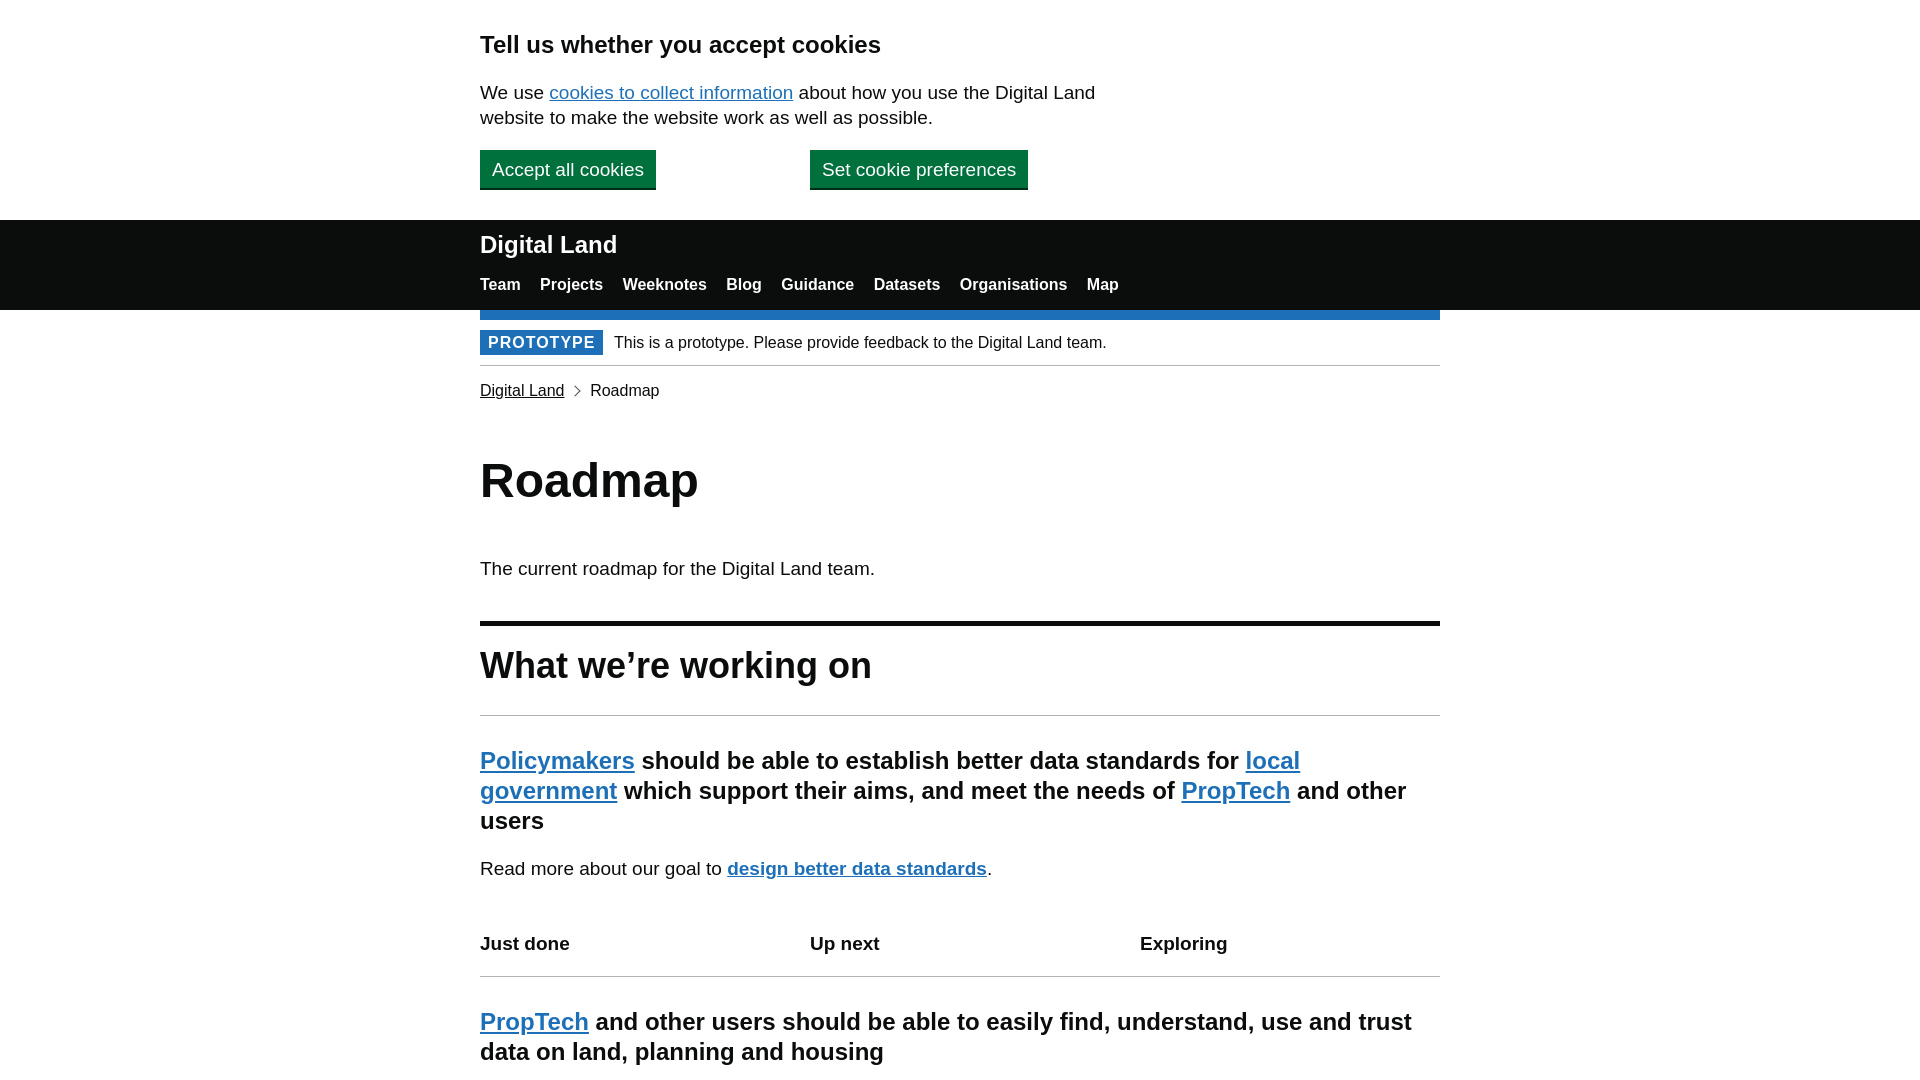 Tell us whether you accept cookies
We use cookies to collect information about how you use the Digital Land
website to make the website work as well as possible.
Accept all cookies
Set cookie preferences
Digital Land
Team Projects Weeknotes Blog Guidance Datasets Organisations Map
PROTOTYPE This is a prototype. Please provide feedback to the Digital Land team.
Digital Land Roadmap
Roadmap
The current roadmap for the Digital Land team.
What we’re working on
Policymakers should be able to establish better data standards for local
government which support their aims, and meet the needs of PropTech and other
users
Read more about our goal to design better data standards.
Just done
Up next
Exploring
PropTech and other users should be able to easily find, understand, use and trust
data on land, planning and housing